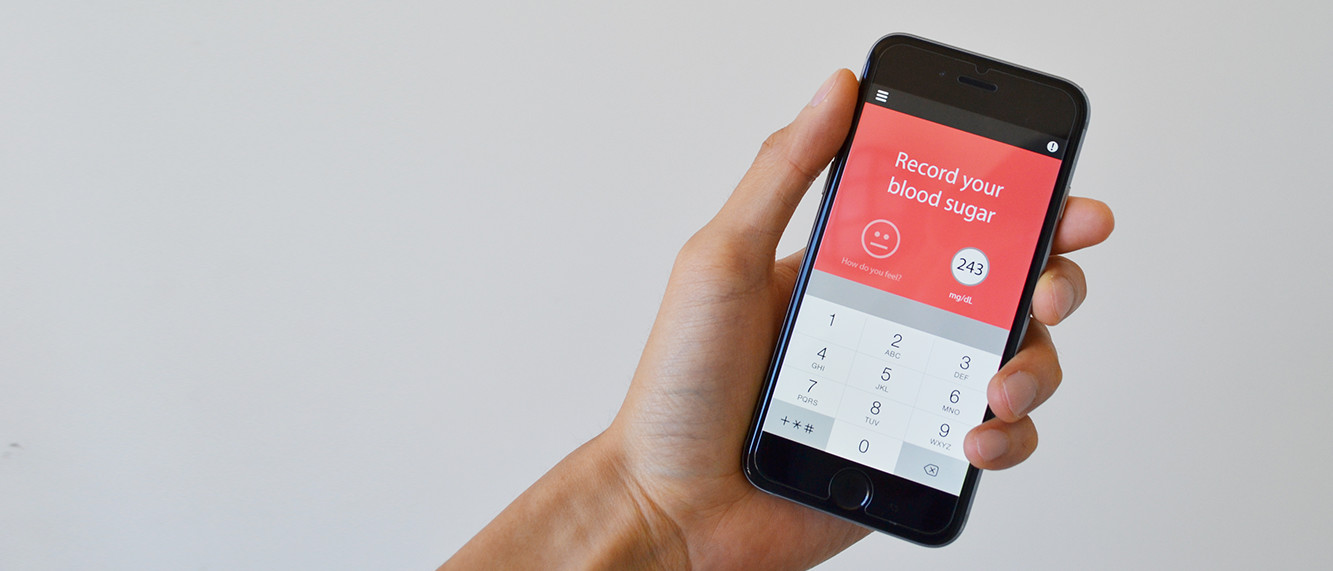 Record your
blood sugar
How do you feel?
243
mg/dL
1
2
ABC
3
DEF
4
GHI
5
JKL
6
MNO
7
PQRS
8
TUV
9
WXYZ
+*#
0